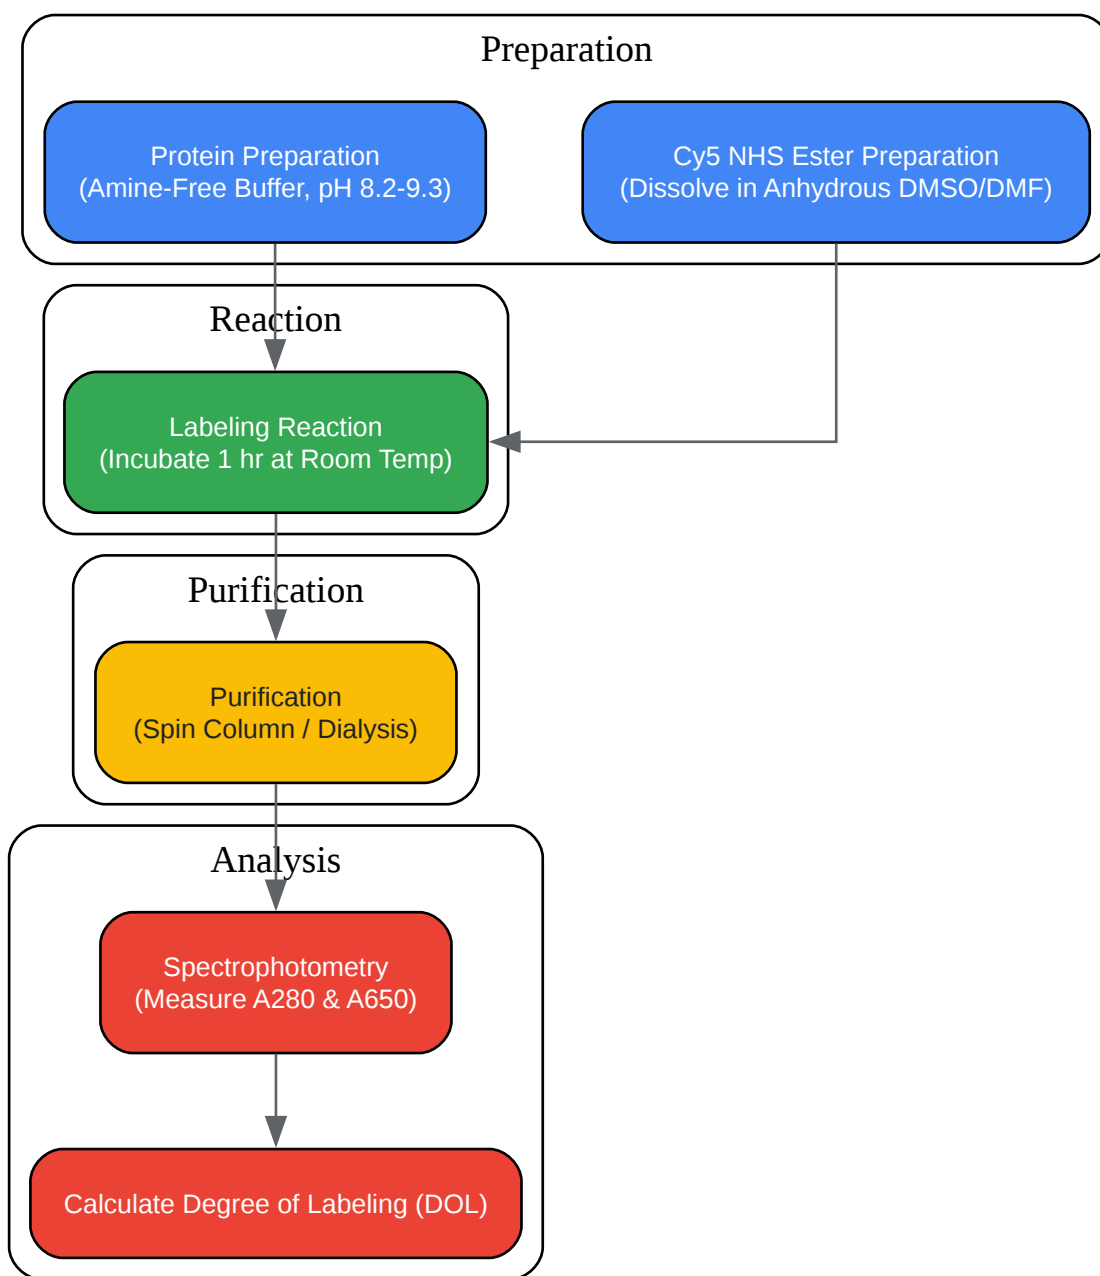 Preparation
Protein Preparation
(Amine-Free Buffer, pH 8.2-9.3)
Cy5 NHS Ester Preparation
(Dissolve in Anhydrous DMSO/DMF)
Reaction
Labeling Reaction
(Incubate 1 hr at Room Temp)
Purification
Purification
(Spin Column / Dialysis)
Analysis
Spectrophotometry
(Measure A280 & A650)
Calculate Degree of Labeling (DOL)